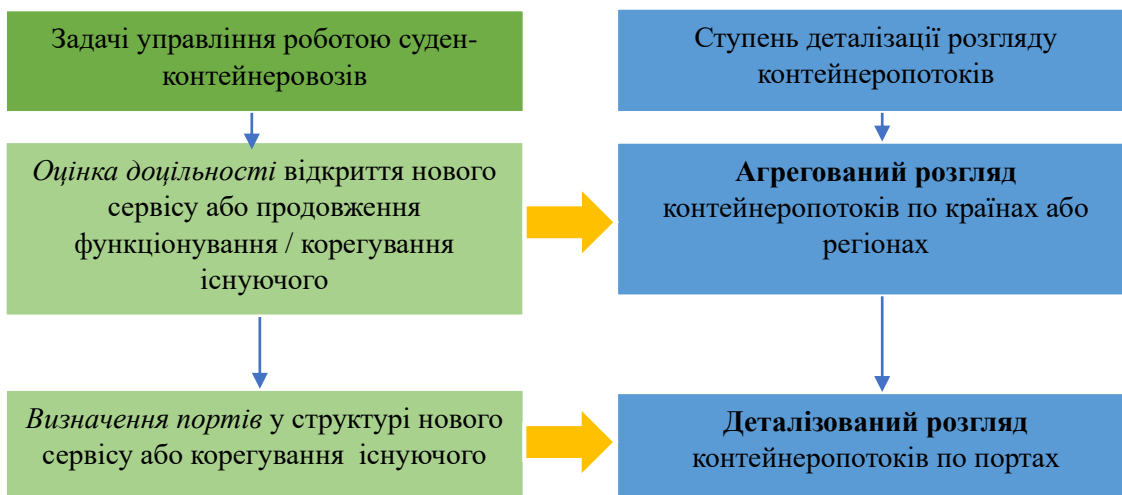 Задачі управління роботою суден-
контейнеровозів
Ступень деталізації розгляду
контейнеропотоків
Оцінка доцільності відкриття нового
сервісу або продовження
функціонування / корегування
існуючого
Агрегований розгляд
контейнеропотоків по країнах або
регіонах
Визначення портів у структурі нового
сервісу або корегування існуючого
Деталізований розгляд
контейнеропотоків по портах